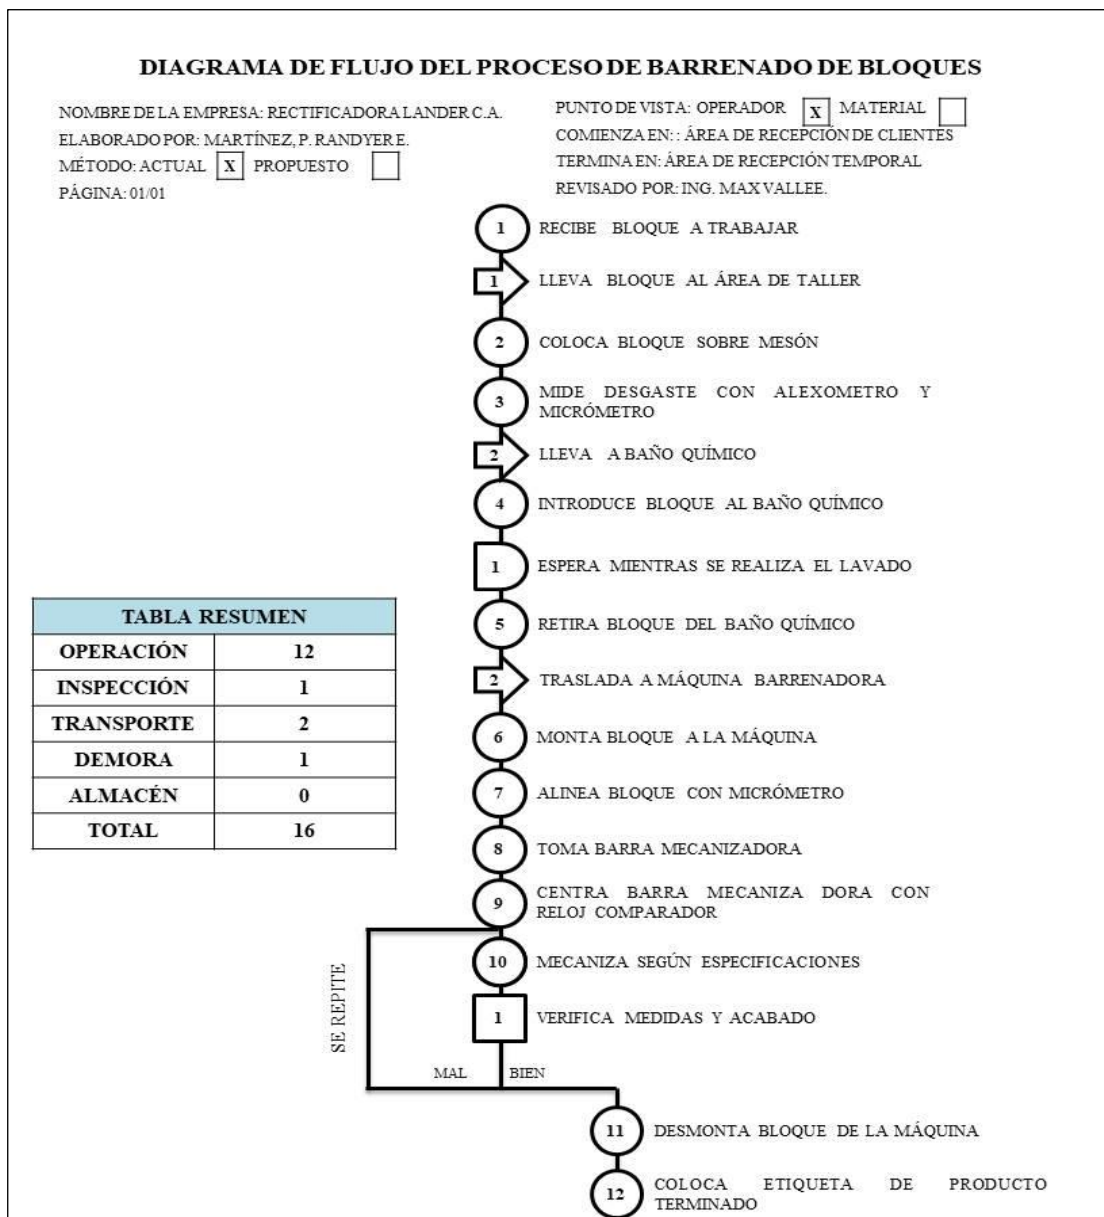 DIAGRAMA DE FLUJO DEL PROCESO DE BARRENADO DE BLOQUES
NOMBRE DE LA EMPRESA: RECTIFICADORA LANDER C.A.
ELABORADO POR: MARTÍNEZ, P. RANDYER E.
MÉTODO: ACTUAL X PROPUESTO
PÁGINA: 01/01
PUNTO DE VISTA: OPERADOR X MATERIAL
COMIENZA EN: : ÁREA DE RECEPCIÓN DE CLIENTES
TERMINA EN: ÁREA DE RECEPCIÓN TEMPORAL
REVISADO POR: ING. MAX VALLEE.
1 RECIBE BLOQUE A TRABAJAR
1 LLEVA BLOQUE AL ÁREA DE TALLER
2 COLOCA BLOQUE SOBRE MESÓN
3 MIDE DESGASTE CON ALEXOMETRO Y
MICRÓMETRO
2 LLEVA A BAÑO QUÍMICO
4 INTRODUCE BLOQUE AL BAÑO QUÍMICO
1 ESPERA MIENTRAS SE REALIZA EL LAVADO
5 RETIRA BLOQUE DEL BAÑO QUÍMICO
2 TRASLADA A MÁQUINA BARRENADORA
6 MONTA BLOQUE A LA MÁQUINA
7 ALINEA BLOQUE CON MICRÓMETRO
8 TOMA BARRA MECANIZADORA
9 CENTRA BARRA MECANIZA DORA CON
RELOJ COMPARADOR
10 MECANIZA SEGÚN ESPECIFICACIONES
1 VERIFICA MEDIDAS Y ACABADO
SE REPITE
MAL BIEN
11 DESMONTA BLOQUE DE LA MÁQUINA
12 COLOCA ETIQUETA DE PRODUCTO
TERMINADO
TABLA RESUMEN
OPERACIÓN 12
INSPECCIÓN 1
TRANSPORTE 2
DEMORA 1
ALMACÉN 0
TOTAL 16